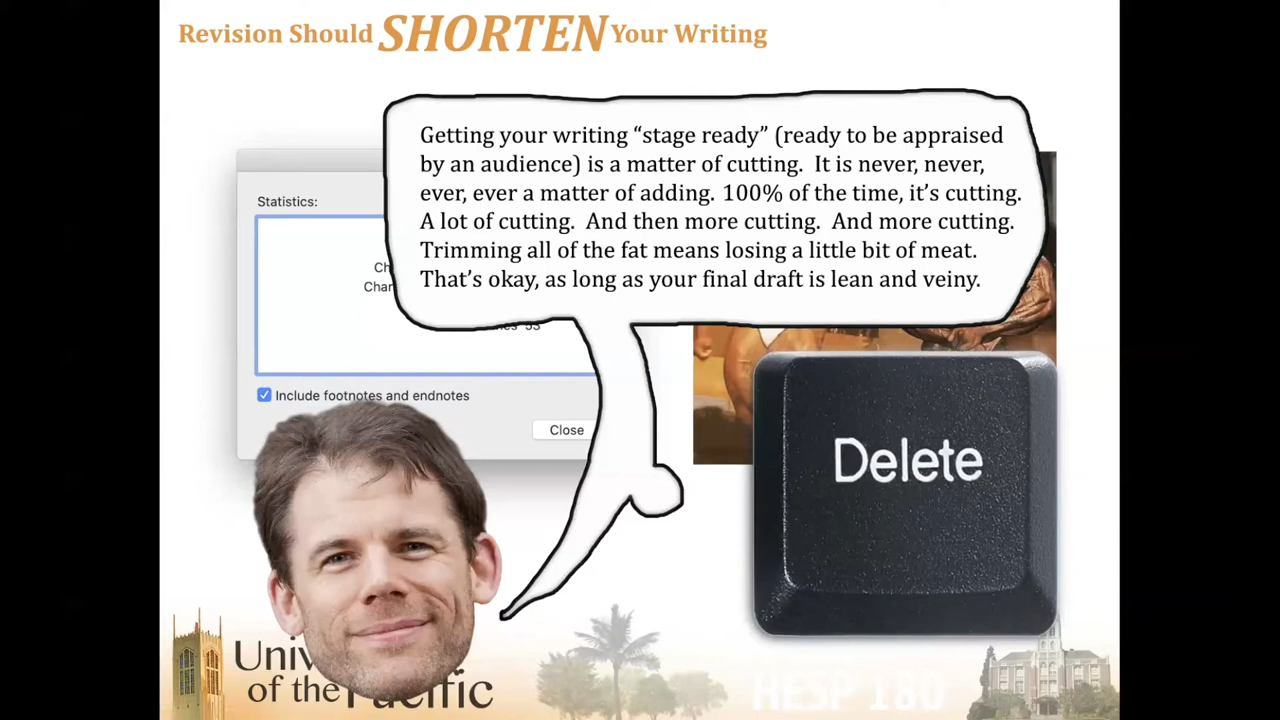 Revision Should SHORTEN Your Writing
Getting your writing “stage ready” (ready to be appraised
by an audience) is a matter of cutting.  It is never, never,
ever, ever a matter of adding. 100% of the time, it’s cutting.
A lot of cutting.  And then more cutting.  And more cutting.
Trimming all of the fat means losing a little bit of meat.
That’s okay, as long as your final draft is lean and veiny.
Statistics:
Include footnotes and endnotes
Close
Delete
of the
HESP 180